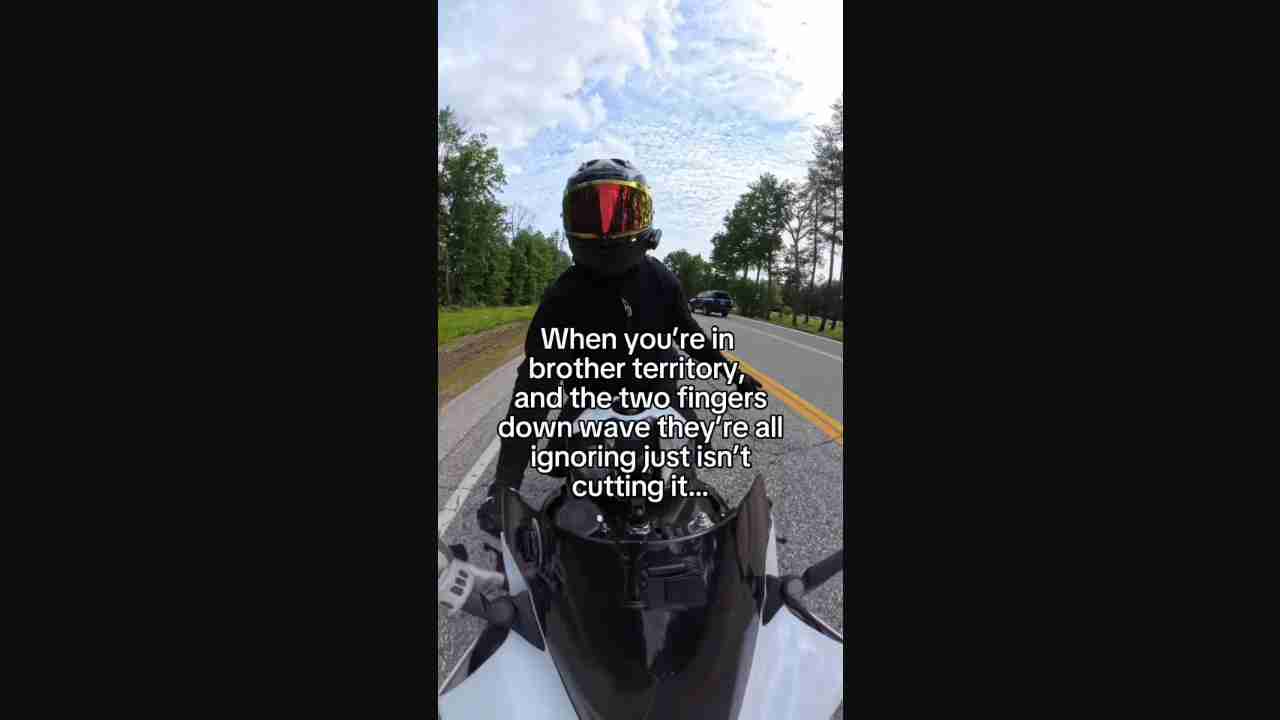 When you’re in
brother territory,
and the two fingers
down wave they’re all
ignoring just isn’t
cutting it...